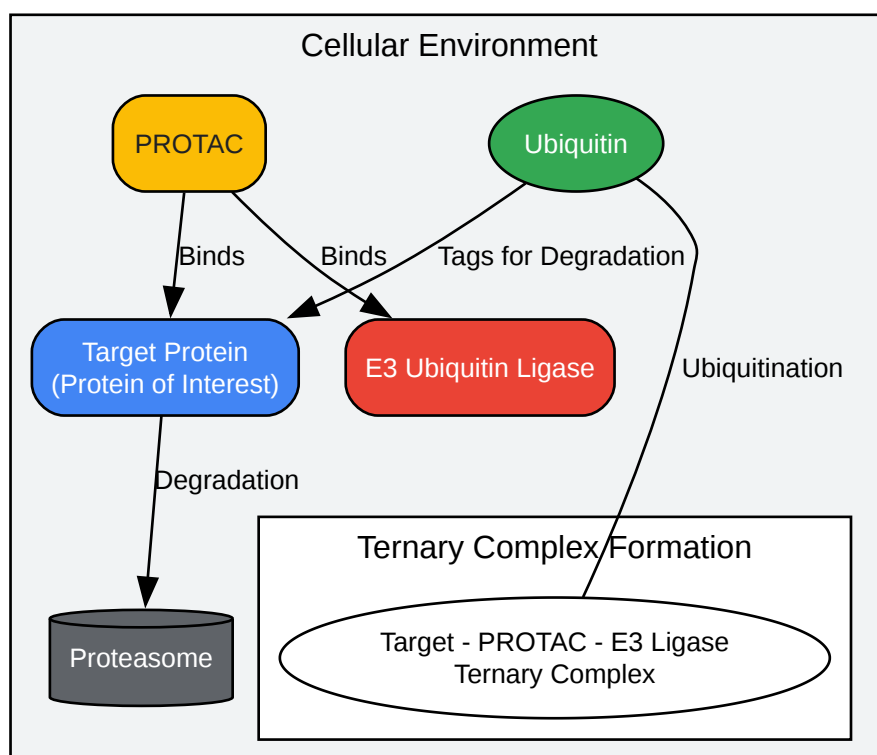 Cellular Environment
PROTAC
Ubiquitin
Binds
Binds
Tags for Degradation
Target Protein
(Protein of Interest)
E3 Ubiquitin Ligase
Ubiquitination
Degradation
Ternary Complex Formation
Proteasome
Target - PROTAC - E3 Ligase
Ternary Complex